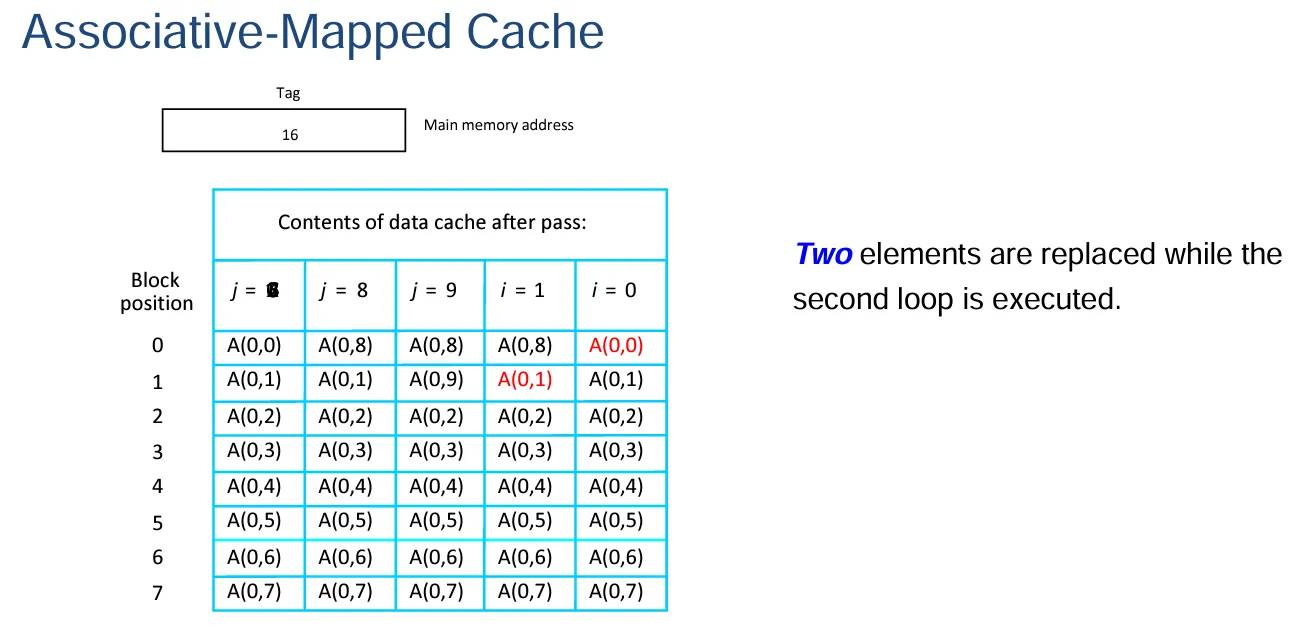 Associative-Mapped Cache
Tag
16 Main memory address
Contents of data cache after pass:
Block position j = j = 8 j = 9 i = 1 i = 0
0 A(0,0) A(0,8) A(0,8) A(0,8) A(0,0)
1 A(0,1) A(0,1) A(0,9) A(0,1) A(0,1)
2 A(0,2) A(0,2) A(0,2) A(0,2) A(0,2)
3 A(0,3) A(0,3) A(0,3) A(0,3) A(0,3)
4 A(0,4) A(0,4) A(0,4) A(0,4) A(0,4)
5 A(0,5) A(0,5) A(0,5) A(0,5) A(0,5)
6 A(0,6) A(0,6) A(0,6) A(0,6) A(0,6)
7 A(0,7) A(0,7) A(0,7) A(0,7) A(0,7)
Two elements are replaced while the
second loop is executed.